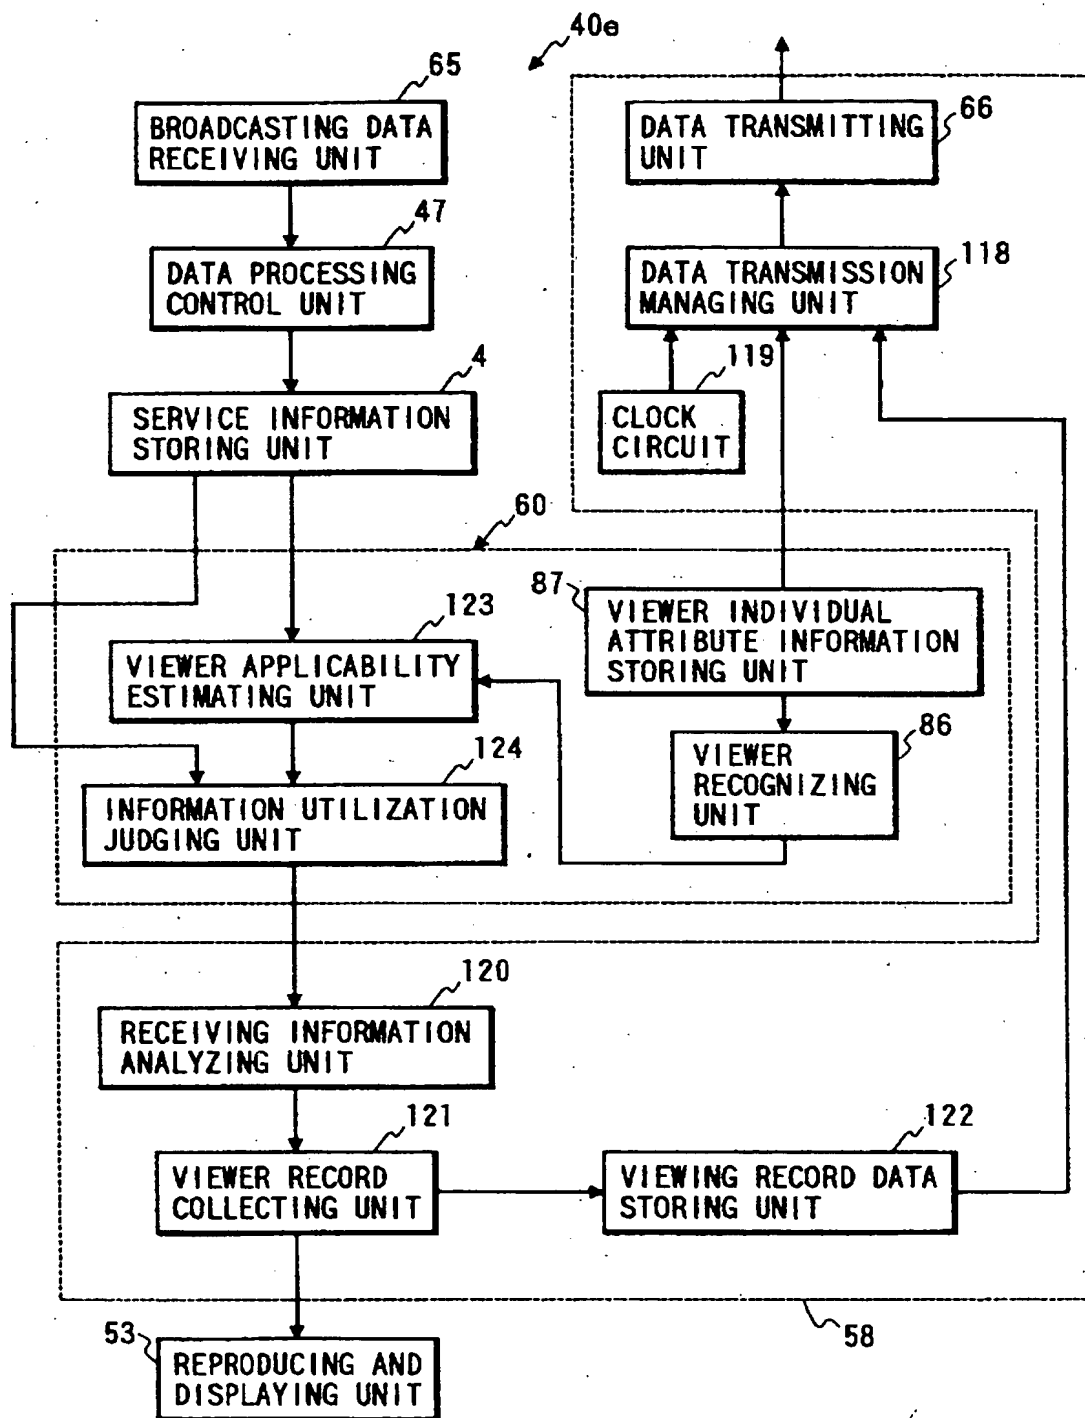 40e
65
BROADCASTING DATA
RECEIVING UNIT
DATA TRANSMITTING
UNIT
66
47
DATA PROCESSING
CONTROL UNIT
DATA TRANSMISSION
MANAGING UNIT
118
4
SERVICE INFORMATION
STORING UNIT
119
CLOCK
CIRCUIT
60
87
VIEWER INDIVIDUAL
ATTRIBUTE INFORMATION
STORING UNIT
123
VIEWER APPLICABILITY
ESTIMATING UNIT
86
VIEWER
RECOGNIZING
UNIT
124
INFORMATION UTILIZATION
JUDGING UNIT
120
RECEIVING INFORMATION
ANALYZING UNIT
121
VIEWER RECORD
COLLECTING UNIT
122
VIEWING RECORD DATA
STORING UNIT
58
53
REPRODUCING AND
DISPLAYING UNIT